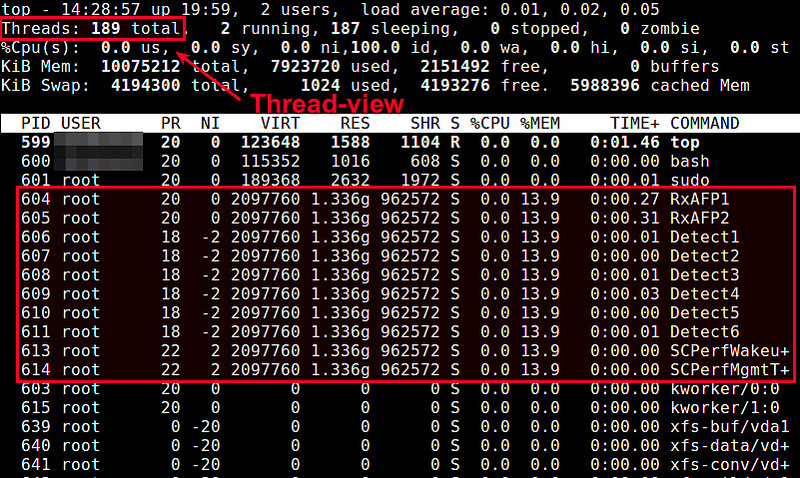 top - 14:28:57 up 19:59,  2 users,  load average: 0.01, 0.02, 0.05
Threads: 189 total,   2 running, 187 sleeping,   0 stopped,   0 zombie
%Cpu(s):  0.0 us,  0.0 sy,  0.0 ni,100.0 id,  0.0 wa,  0.0 hi,  0.0 si,  0.0 st
KiB Mem:  10075212 total,  7923720 used,  2151492 free,        0 buffers
KiB Swap:  4194300 total,     1024 used,  4193276 free.  5988396 cached Mem
Thread-view
PID USER      PR  NI    VIRT    RES    SHR S %CPU %MEM     TIME+ COMMAND
599           20   0  123648   1588   1104 R  0.0  0.0   0:01.46 top
600           20   0  115352   1016    608 S  0.0  0.0   0:00.00 bash
601 root      20   0  189368   2632   1972 S  0.0  0.0   0:00.01 sudo
604 root      20   0 2097760 1.336g 962572 S  0.0 13.9   0:00.27 RxAFP1
605 root      20   0 2097760 1.336g 962572 S  0.0 13.9   0:00.31 RxAFP2
606 root      18  -2 2097760 1.336g 962572 S  0.0 13.9   0:00.01 Detect1
607 root      18  -2 2097760 1.336g 962572 S  0.0 13.9   0:00.00 Detect2
608 root      18  -2 2097760 1.336g 962572 S  0.0 13.9   0:00.01 Detect3
609 root      18  -2 2097760 1.336g 962572 S  0.0 13.9   0:00.03 Detect4
610 root      18  -2 2097760 1.336g 962572 S  0.0 13.9   0:00.00 Detect5
611 root      18  -2 2097760 1.336g 962572 S  0.0 13.9   0:00.01 Detect6
613 root      22   2 2097760 1.336g 962572 S  0.0 13.9   0:00.00 SCPerfWakeu+
614 root      22   2 2097760 1.336g 962572 S  0.0 13.9   0:00.00 SCPerfMgmtT+
603 root      20   0       0      0      0 S  0.0  0.0   0:00.00 kworker/0:0
615 root      20   0       0      0      0 S  0.0  0.0   0:00.00 kworker/1:0
639 root       0 -20       0      0      0 S  0.0  0.0   0:00.00 xfs-buf/vda1
640 root       0 -20       0      0      0 S  0.0  0.0   0:00.00 xfs-data/vd+
641 root       0 -20       0      0      0 S  0.0  0.0   0:00.00 xfs-conv/vd+